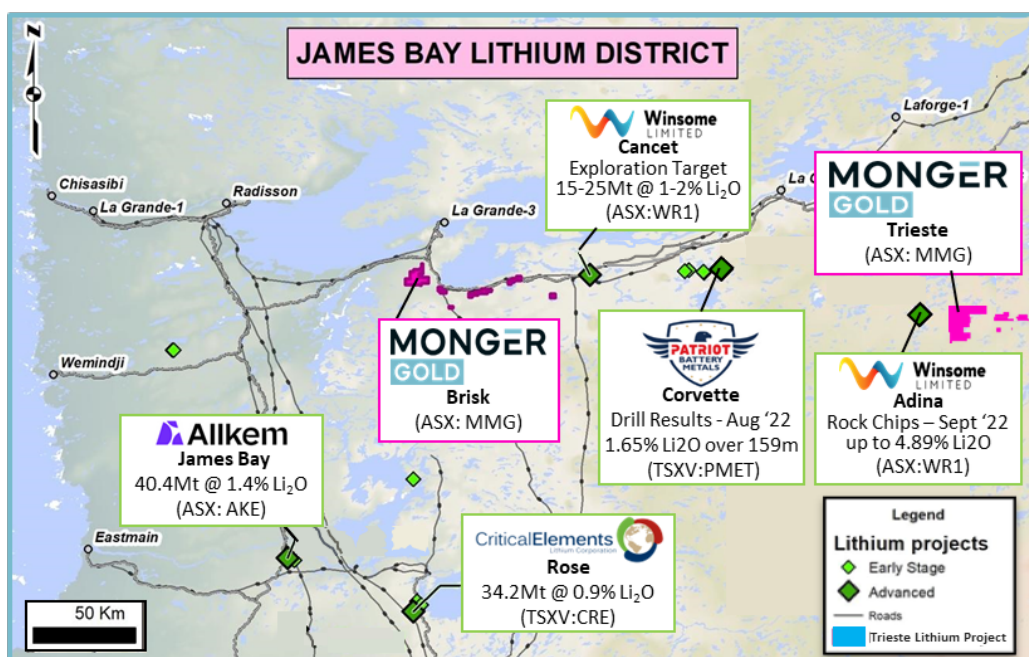 JAMES BAY LITHIUM DISTRICT
N
Laforge-1
Chisasibi
La Grande-1
Radisson
La Grande-3
Winsome
LIMITED
Cancet
Exploration Target
15-25Mt @ 1-2% Li₂O
(ASX:WR1)
MONGER
GOLD
Trieste
(ASX: MMG)
Wemindji
MONGER
GOLD
Brisk
(ASX: MMG)
PATRIOT
BATTERY
METALS
Corvette
Drill Results - Aug ‘22
1.65% Li2O over 159m
(TSXV:PMET)
Winsome
LIMITED
Adina
Rock Chips – Sept ‘22
up to 4.89% Li2O
(ASX:WR1)
Allkem
James Bay
40.4Mt @ 1.4% Li₂O
(ASX: AKE)
Eastmain
CriticalElements
Lithium Corporation
Rose
34.2Mt @ 0.9% Li₂O
(TSXV:CRE)
50 Km
Legend
Lithium projects
Early Stage
Advanced
Roads
Trieste Lithium Project